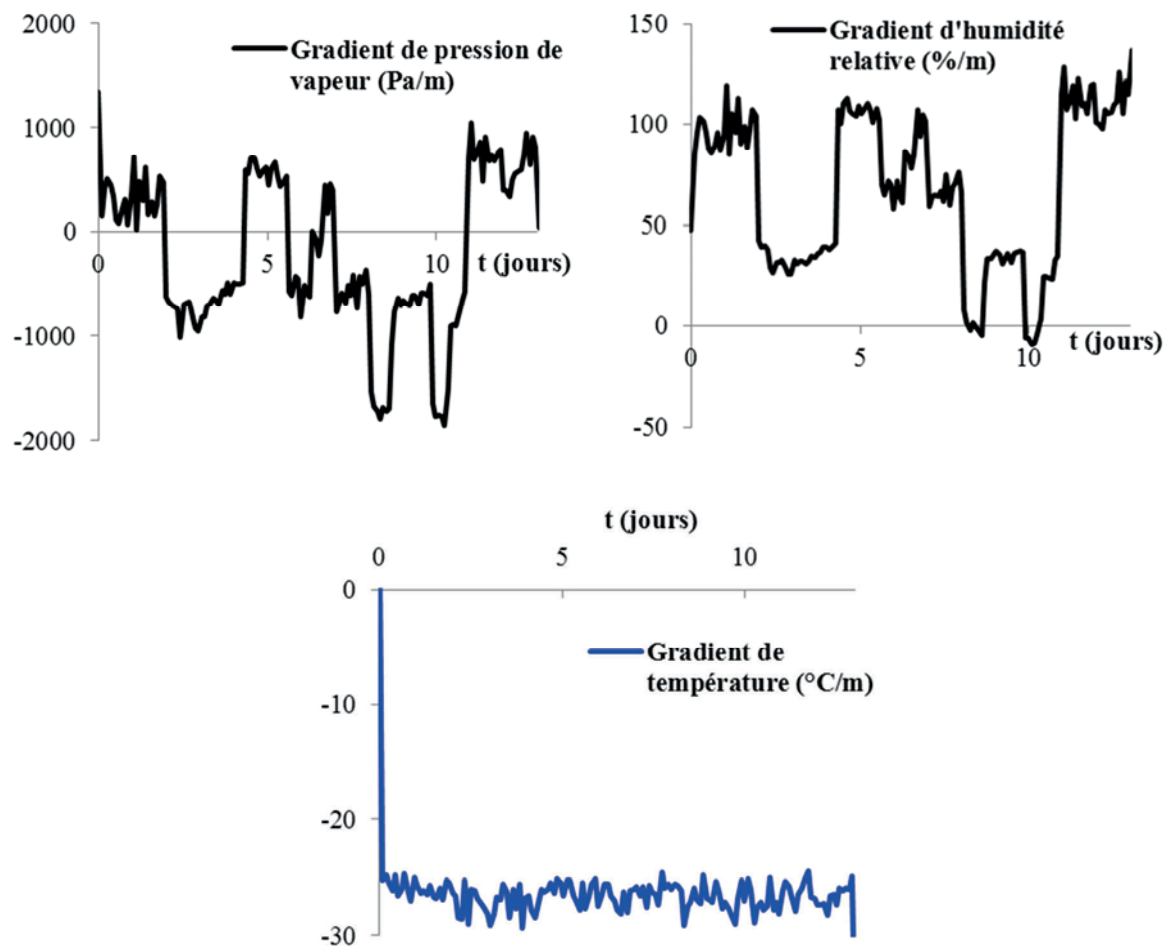 2000
1000
0
-1000
-2000
0
5
10
t (jours)
Gradient de pression de
vapeur (Pa/m)
150
100
50
0
-50
0
5
10
t (jours)
Gradient d'humidité
relative (%/m)
t (jours)
0
5
10
0
-10
-20
-30
Gradient de
température (°C/m)